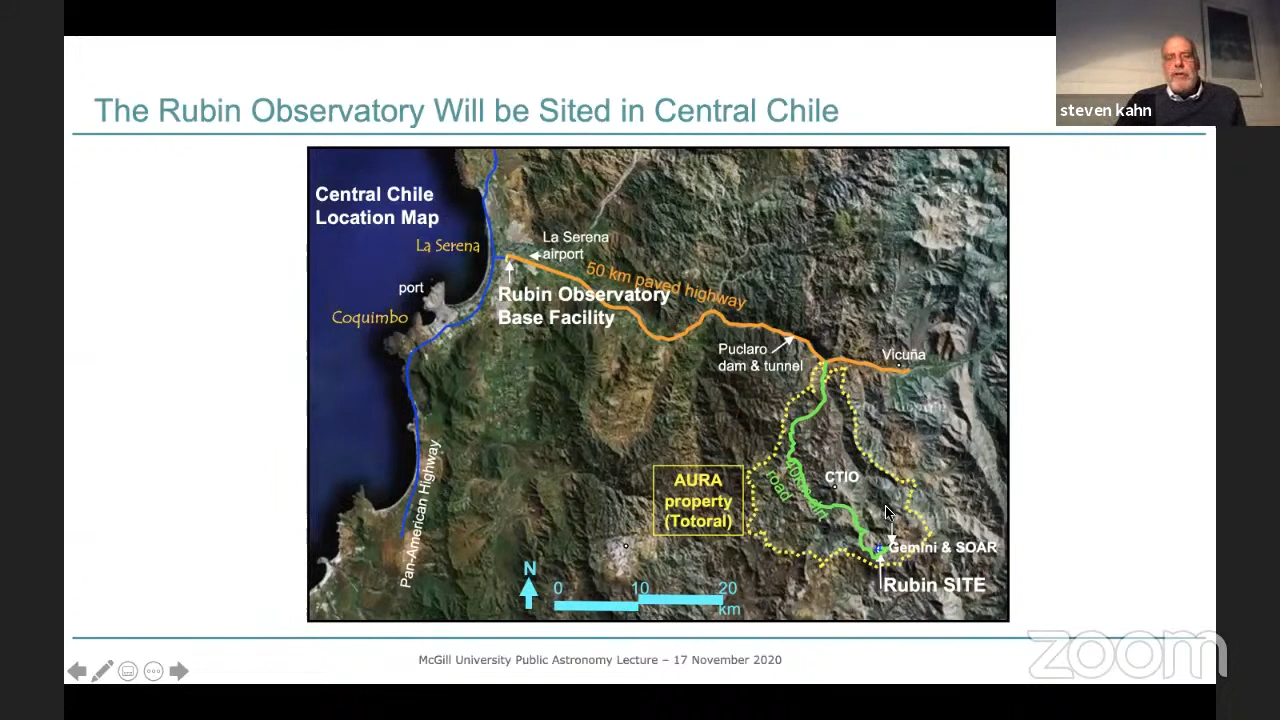 The Rubin Observatory Will be Sited in Central Chile
steven kahn
Central Chile
Location Map
La Serena
La Serena
airport
port
50 km paved highway
Rubin Observatory
Base Facility
Coquimbo
Puclaro
dam & tunnel
Vicuña
Pan-American Highway
AURA
property
(Totoral)
road
CTIO
Gemini & SOAR
Rubin SITE
N
0 10 20
km
McGill University Public Astronomy Lecture – 17 November 2020
zoom